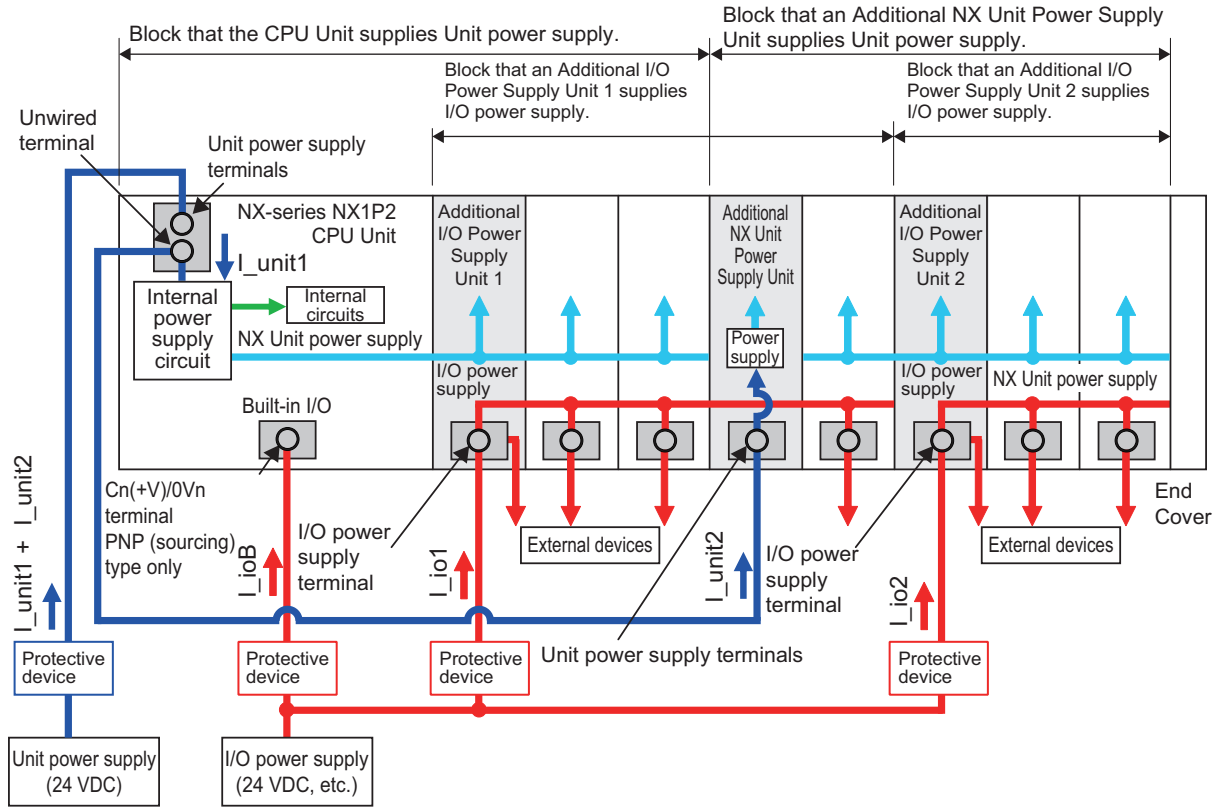 Block that the CPU Unit supplies Unit power supply.
Block that an Additional NX Unit Power Supply
Unit supplies Unit power supply.
Block that an Additional I/O
Power Supply Unit 1 supplies
I/O power supply.
Block that an Additional I/O
Power Supply Unit 2 supplies
I/O power supply.
Unwired
terminal
Unit power supply
terminals
NX-series NX1P2
CPU Unit
I_unit1
Internal
power
supply
circuit
Internal
circuits
NX Unit power supply
Additional
I/O Power
Supply
Unit 1
Additional
NX Unit
Power
Supply Unit
Additional
I/O Power
Supply
Unit 2
Power
supply
I/O power
supply
I/O power
supply
NX Unit power supply
Built-in I/O
Cn(+V)/0Vn
terminal
PNP (sourcing)
type only
I/O power
supply
terminal
External devices
I/O power
supply
terminal
External devices
End
Cover
I_unit1 + I_unit2
I_ioB
I_io1
I_unit2
I_io2
Unit power supply terminals
Protective
device
Protective
device
Protective
device
Protective
device
Unit power supply
(24 VDC)
I/O power supply
(24 VDC, etc.)